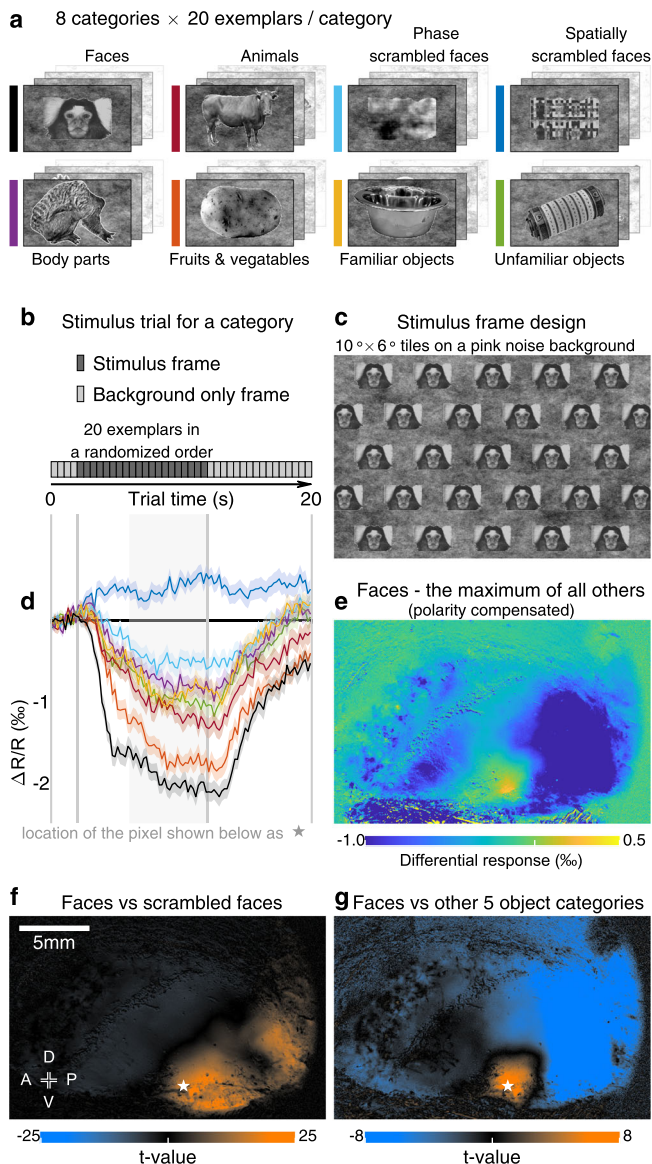 a 8 categories × 20 exemplars / category
Faces
Animals
Phase
scrambled faces
Spatially
scrambled faces
Body parts
Fruits & vegatables
Familiar objects
Unfamiliar objects
b Stimulus trial for a category
Stimulus frame
Background only frame
20 exemplars in
a randomized order
0 Trial time (s) 20
c Stimulus frame design
10°× 6° tiles on a pink noise background
d
-1
-2
ΔR/R (‰)
location of the pixel shown below as ★
e Faces - the maximum of all others
(polarity compensated)
-1.0 0.5
Differential response (‰)
f Faces vs scrambled faces
5mm
D
A P
V
-25 25
t-value
g Faces vs other 5 object categories
-8 8
t-value